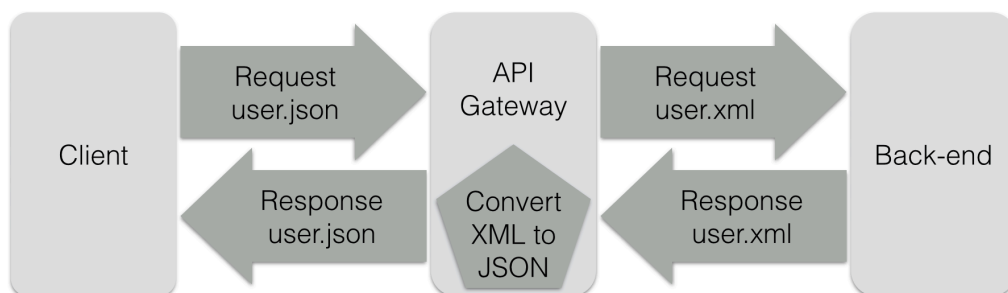 Client
Request
user.json
Response
user.json
API
Gateway
Convert
XML to
JSON
Request
user.xml
Response
user.xml
Back-end